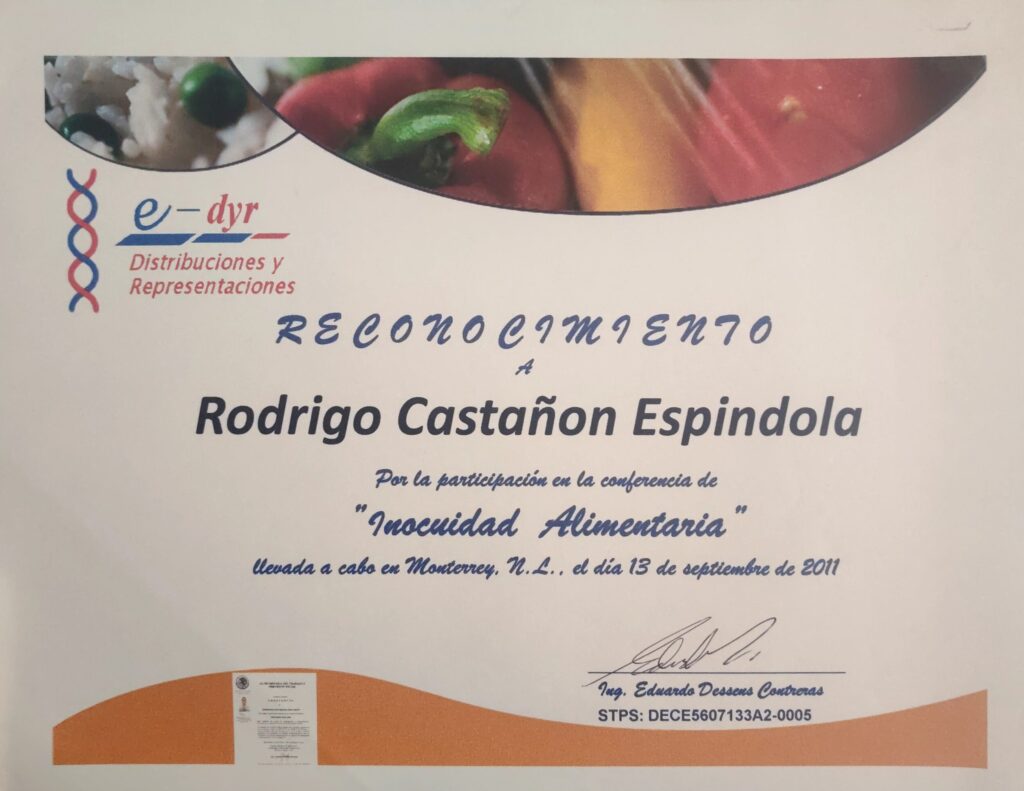 e-dyr
Distribuciones y
Representaciones
RECONOCIMIENTO
A
Rodrigo Castañon Espindola
Por la participación en la conferencia de
"Inocuidad Alimentaria"
llevada a cabo en Monterrey, N.L., el día 13 de septiembre de 2011
Ing. Eduardo Dessens Contreras
STPS: DECE5607133A2-0005